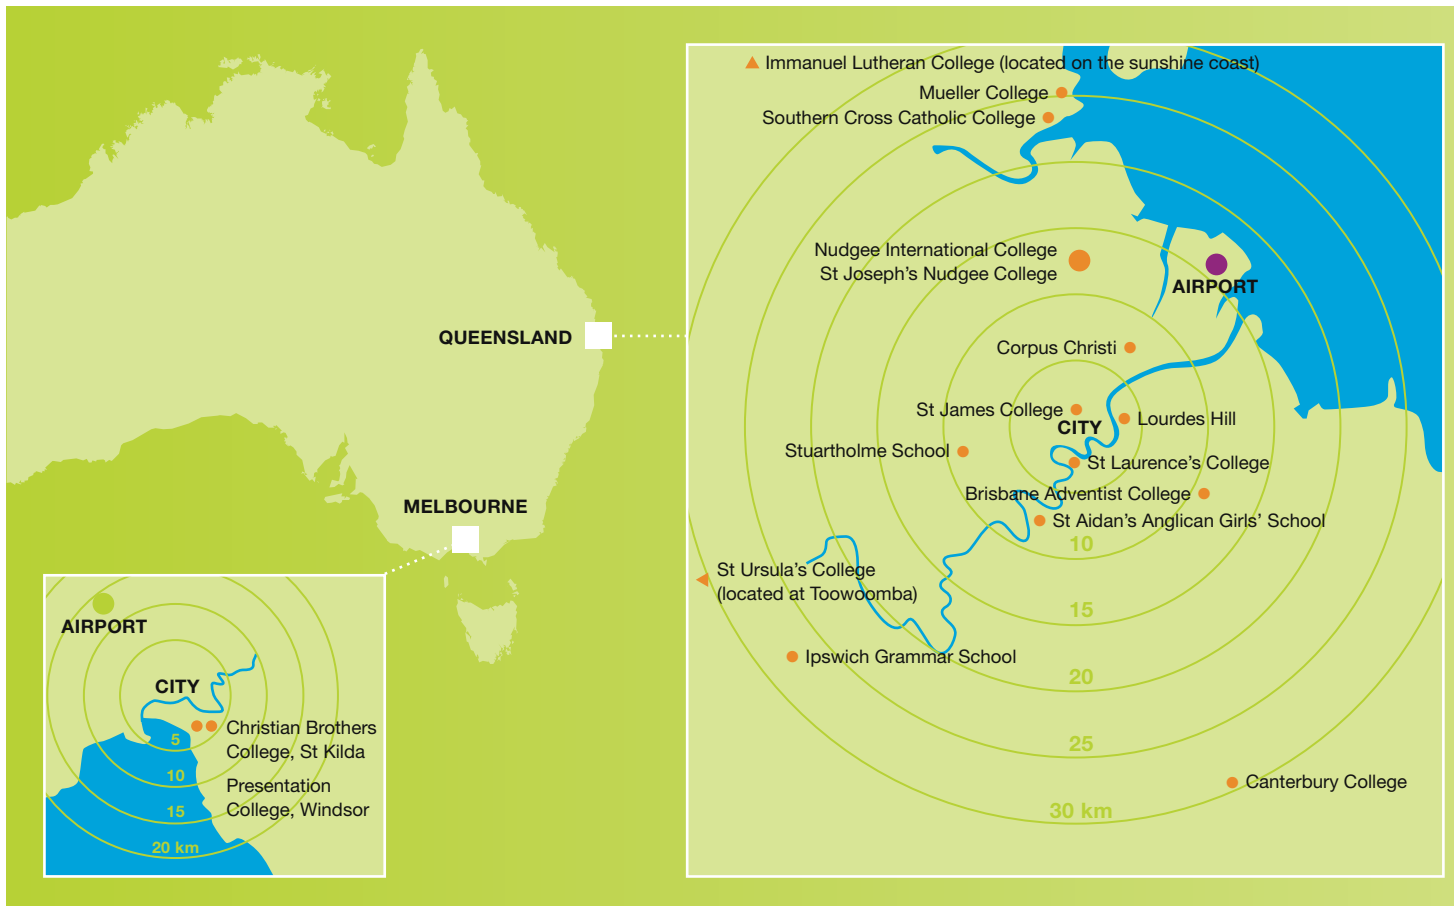 QUEENSLAND
MELBOURNE
AIRPORT
CITY
Christian Brothers
College, St Kilda
Presentation
College, Windsor
5
10
15
20 km
Immanuel Lutheran College (located on the sunshine coast)
Mueller College
Southern Cross Catholic College
Nudgee International College
St Joseph’s Nudgee College
AIRPORT
Corpus Christi
St James College
Lourdes Hill
CITY
Stuartholme School
St Laurence’s College
Brisbane Adventist College
St Aidan’s Anglican Girls’ School
10
St Ursula’s College
(located at Toowoomba)
15
Ipswich Grammar School
20
25
Canterbury College
30 km